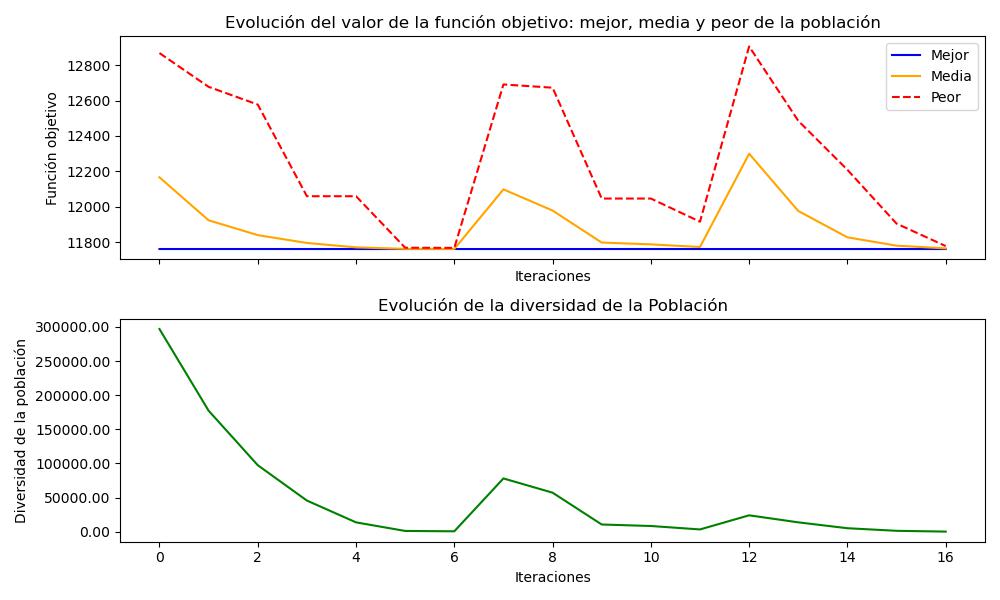 Evolución del valor de la función objetivo: mejor, media y peor de la población
12800
12600
12400
12200
12000
11800
Función objetivo
Mejor
Media
Peor
Iteraciones
Evolución de la diversidad de la Población
300000.00
250000.00
200000.00
150000.00
100000.00
50000.00
0.00
Diversidad de la población
0 2 4 6 8 10 12 14 16
Iteraciones